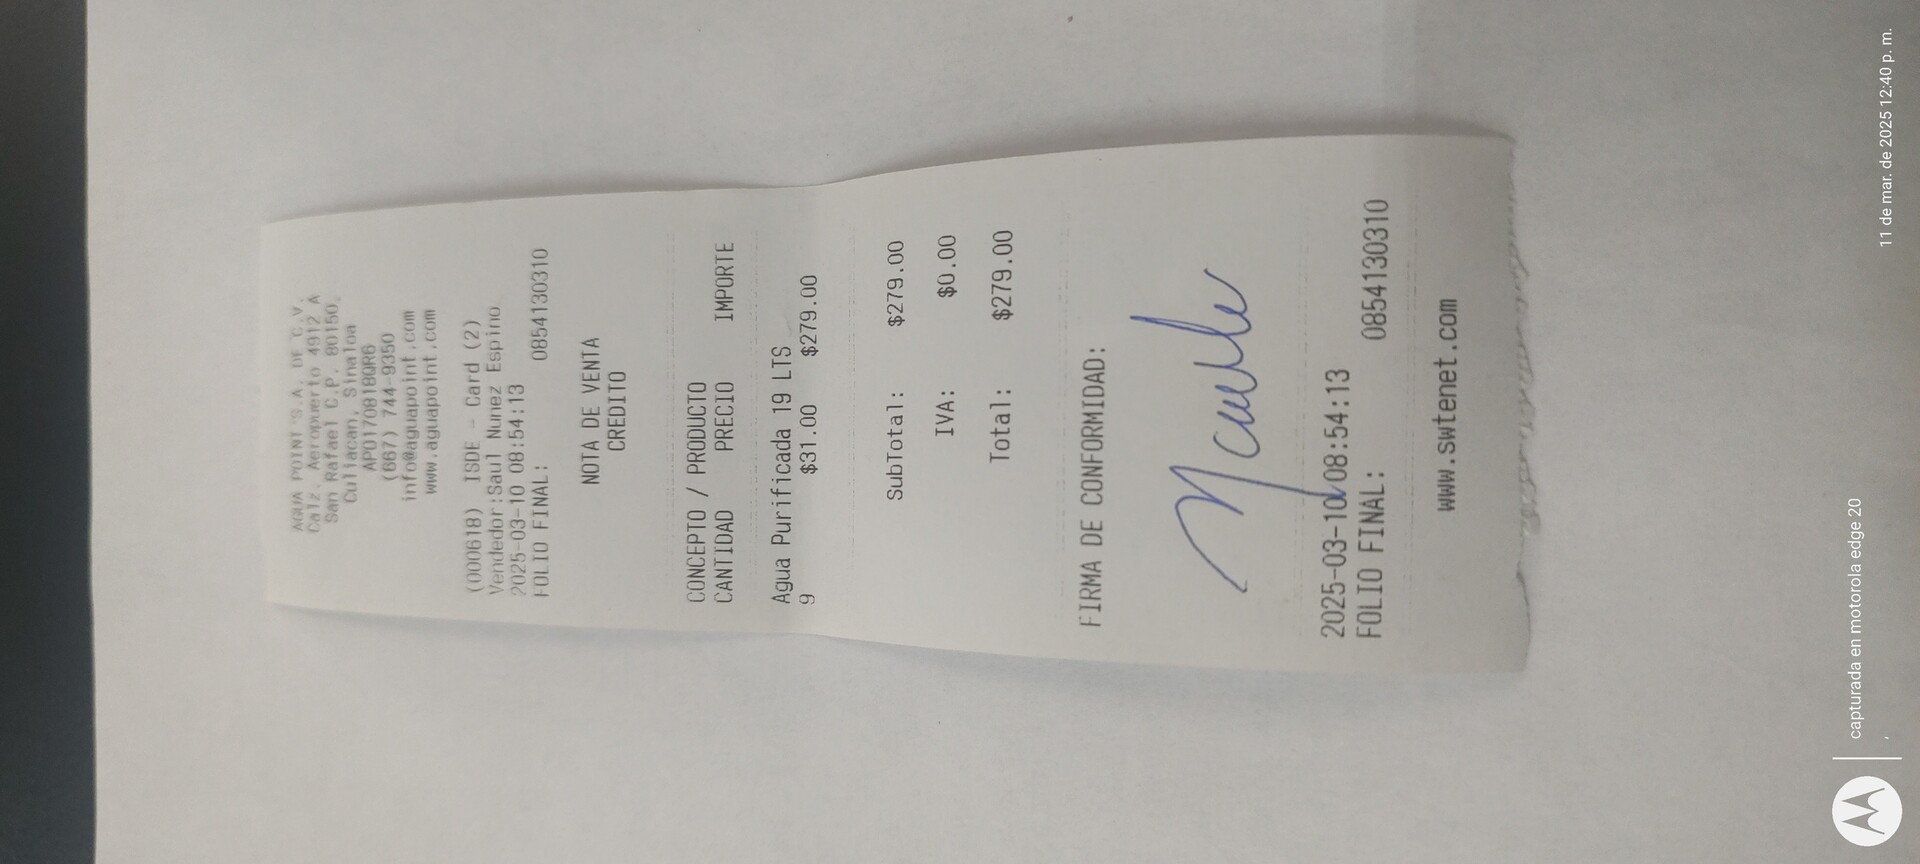 AGUA POINT S.A. DE C.V.
Calz. Aeropuerto 4912 A
San Rafael C.P. 80150,
Culiacan, Sinaloa
APO170818QR6
(667) 744-9350
info@aguapoint.com
www.aguapoint.com
(000618) ISDE - Card (2)
Vendedor:Saul Nunez Espino
2025-03-10 08:54:13
FOLIO FINAL: 0854130310
NOTA DE VENTA
CREDITO
CONCEPTO / PRODUCTO
CANTIDAD PRECIO IMPORTE
Agua Purificada 19 LTS
9 $31.00 $279.00
SubTotal: $279.00
IVA: $0.00
Total: $279.00
FIRMA DE CONFORMIDAD:
2025-03-10 08:54:13
FOLIO FINAL: 0854130310
www.swtenet.com
capturada en motorola edge 20
11 de mar. de 2025 12:40 p. m.